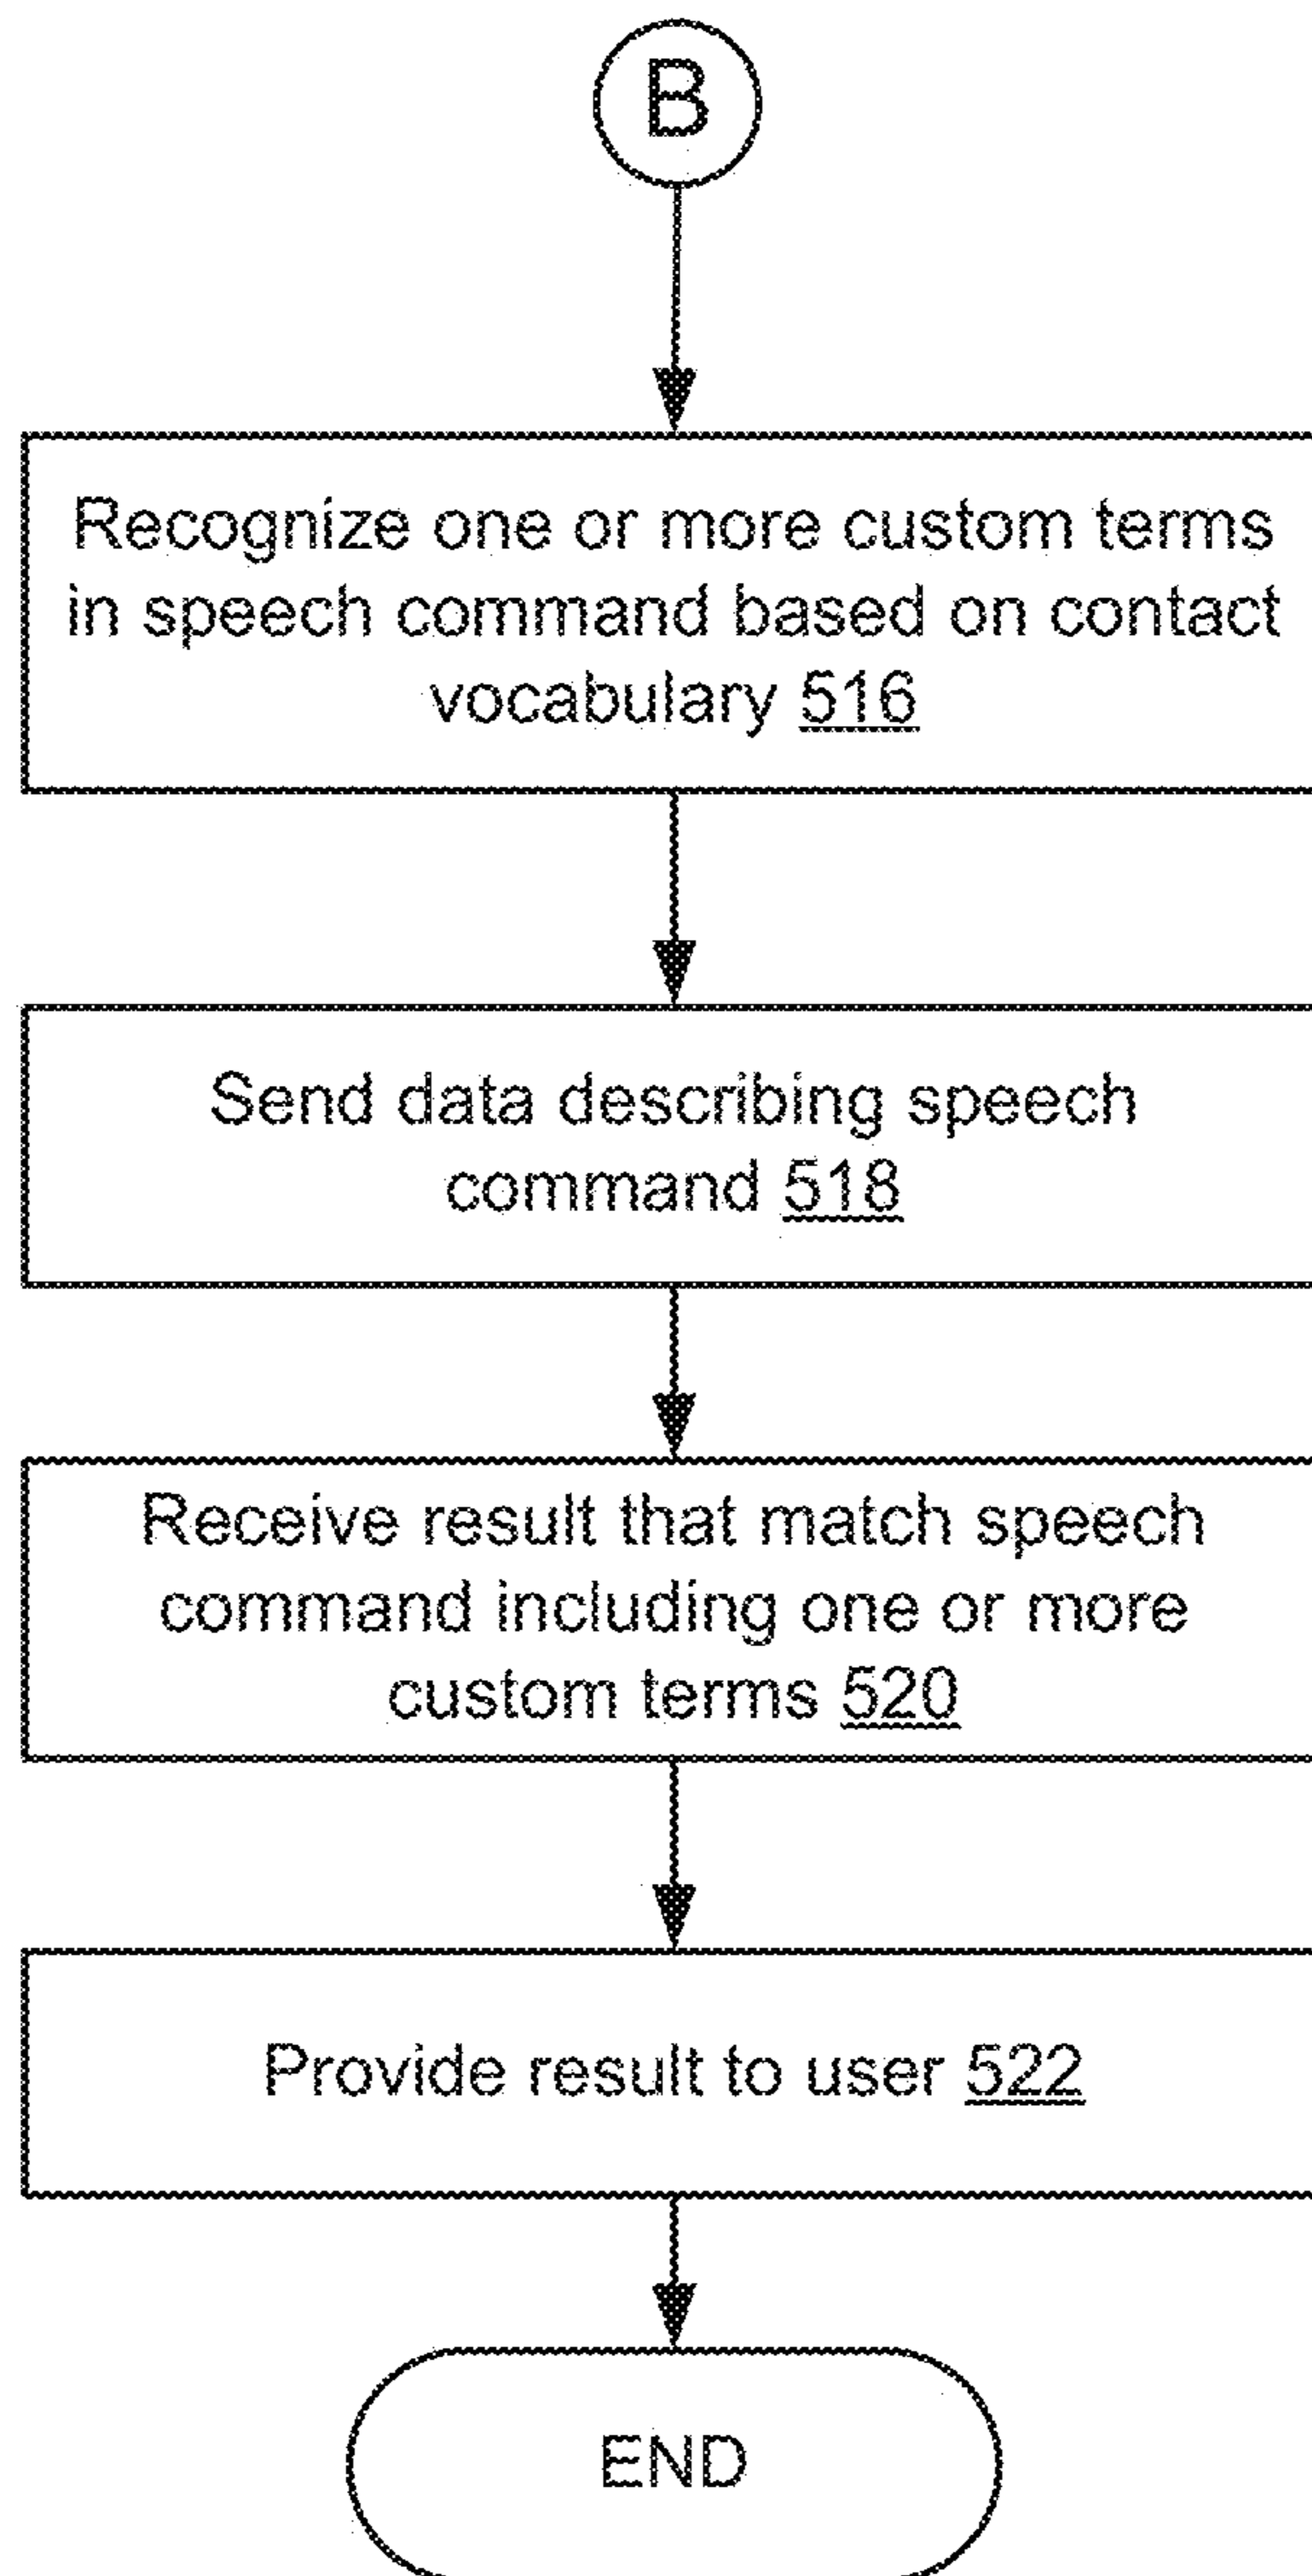 B
Recognize one or more custom terms
in speech command based on contact
vocabulary 516
Send data describing speech
command 518
Receive result that match speech
command including one or more
custom terms 520
Provide result to user 522
END